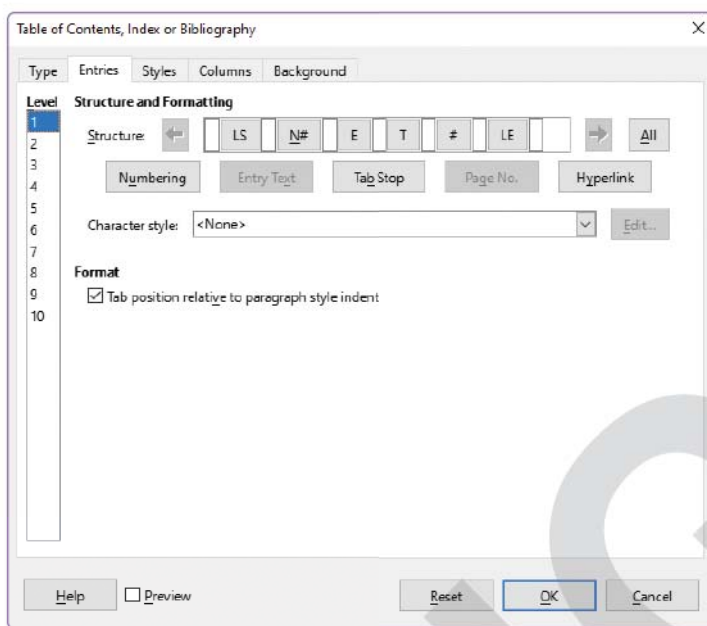 Table of Contents, Index or Bibliography
Type Entries Styles Columns Background
Level Structure and Formatting
1
2
3
4
5
6
7
8
9
10
Structure: LS N# E T # LE All
Numbering Entry Text Tab Stop Page No. Hyperlink
Character style: <None> Edit...
Format
Tab position relative to paragraph style indent
Help Preview Reset OK Cancel